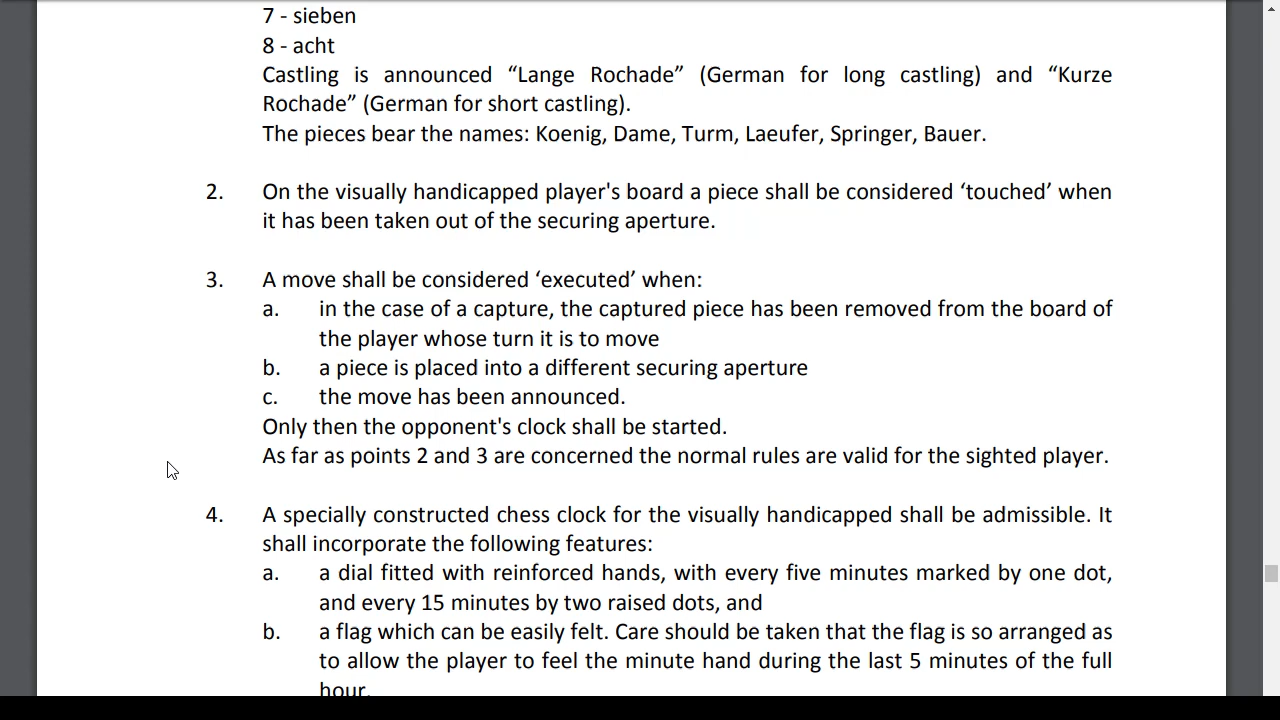 7 - sieben
8 - acht
Castling is announced “Lange Rochade” (German for long castling) and “Kurze
Rochade” (German for short castling).
The pieces bear the names: Koenig, Dame, Turm, Laeufer, Springer, Bauer.
2. On the visually handicapped player's board a piece shall be considered ‘touched’ when
it has been taken out of the securing aperture.
3. A move shall be considered ‘executed’ when:
a. in the case of a capture, the captured piece has been removed from the board of
the player whose turn it is to move
b. a piece is placed into a different securing aperture
c. the move has been announced.
Only then the opponent's clock shall be started.
As far as points 2 and 3 are concerned the normal rules are valid for the sighted player.
4. A specially constructed chess clock for the visually handicapped shall be admissible. It
shall incorporate the following features:
a. a dial fitted with reinforced hands, with every five minutes marked by one dot,
and every 15 minutes by two raised dots, and
b. a flag which can be easily felt. Care should be taken that the flag is so arranged as
to allow the player to feel the minute hand during the last 5 minutes of the full
hour.